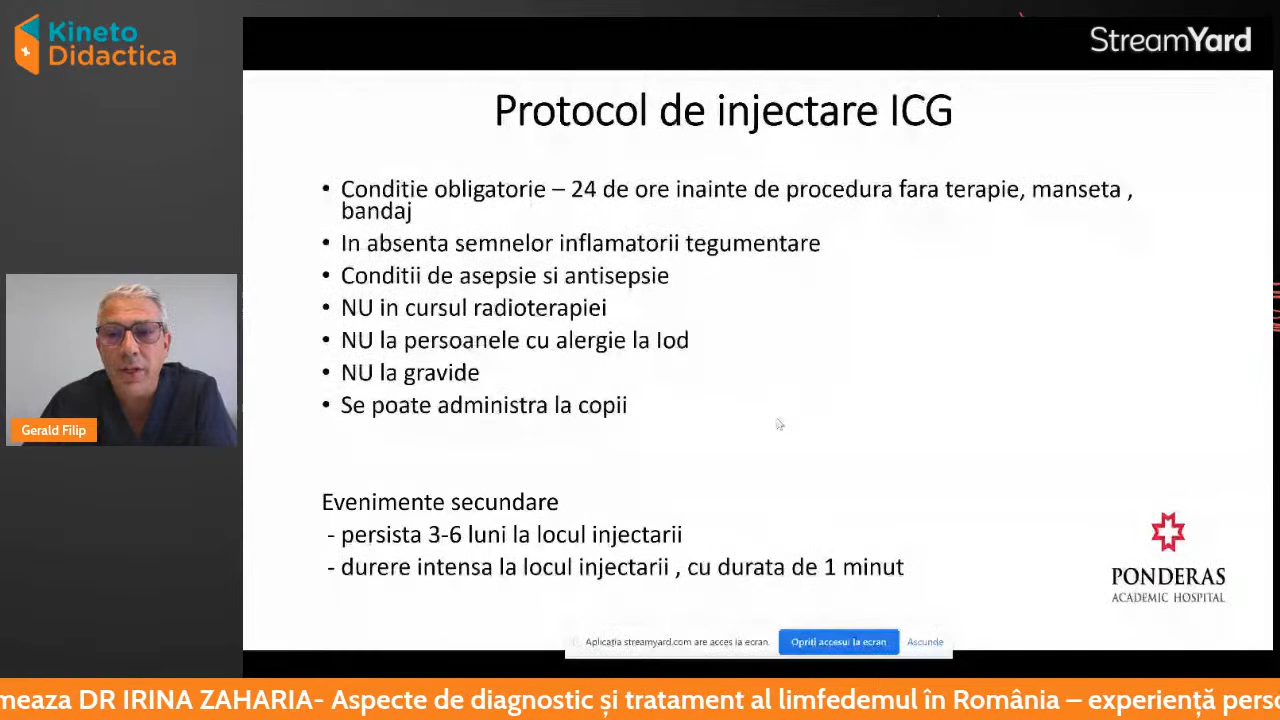 Kineto
Didactica
StreamYard
Protocol de injectare ICG
• Conditie obligatorie – 24 de ore inainte de procedura fara terapie, manseta ,
bandaj
• In absenta semnelor inflamatorii tegumentare
• Conditii de asepsie si antisepsie
• NU in cursul radioterapiei
• NU la persoanele cu alergie la Iod
• NU la gravide
• Se poate administra la copii
Gerald Filip
Evenimente secundare
- persista 3-6 luni la locul injectarii
- durere intensa la locul injectarii , cu durata de 1 minut
PONDERAS
ACADEMIC HOSPITAL
Aplicația streamyard.com are acces la ecran.
Opriți accesul la ecran
Ascunde
meaza DR IRINA ZAHARIA- Aspecte de diagnostic și tratament al limfedemul în România – experiență perso